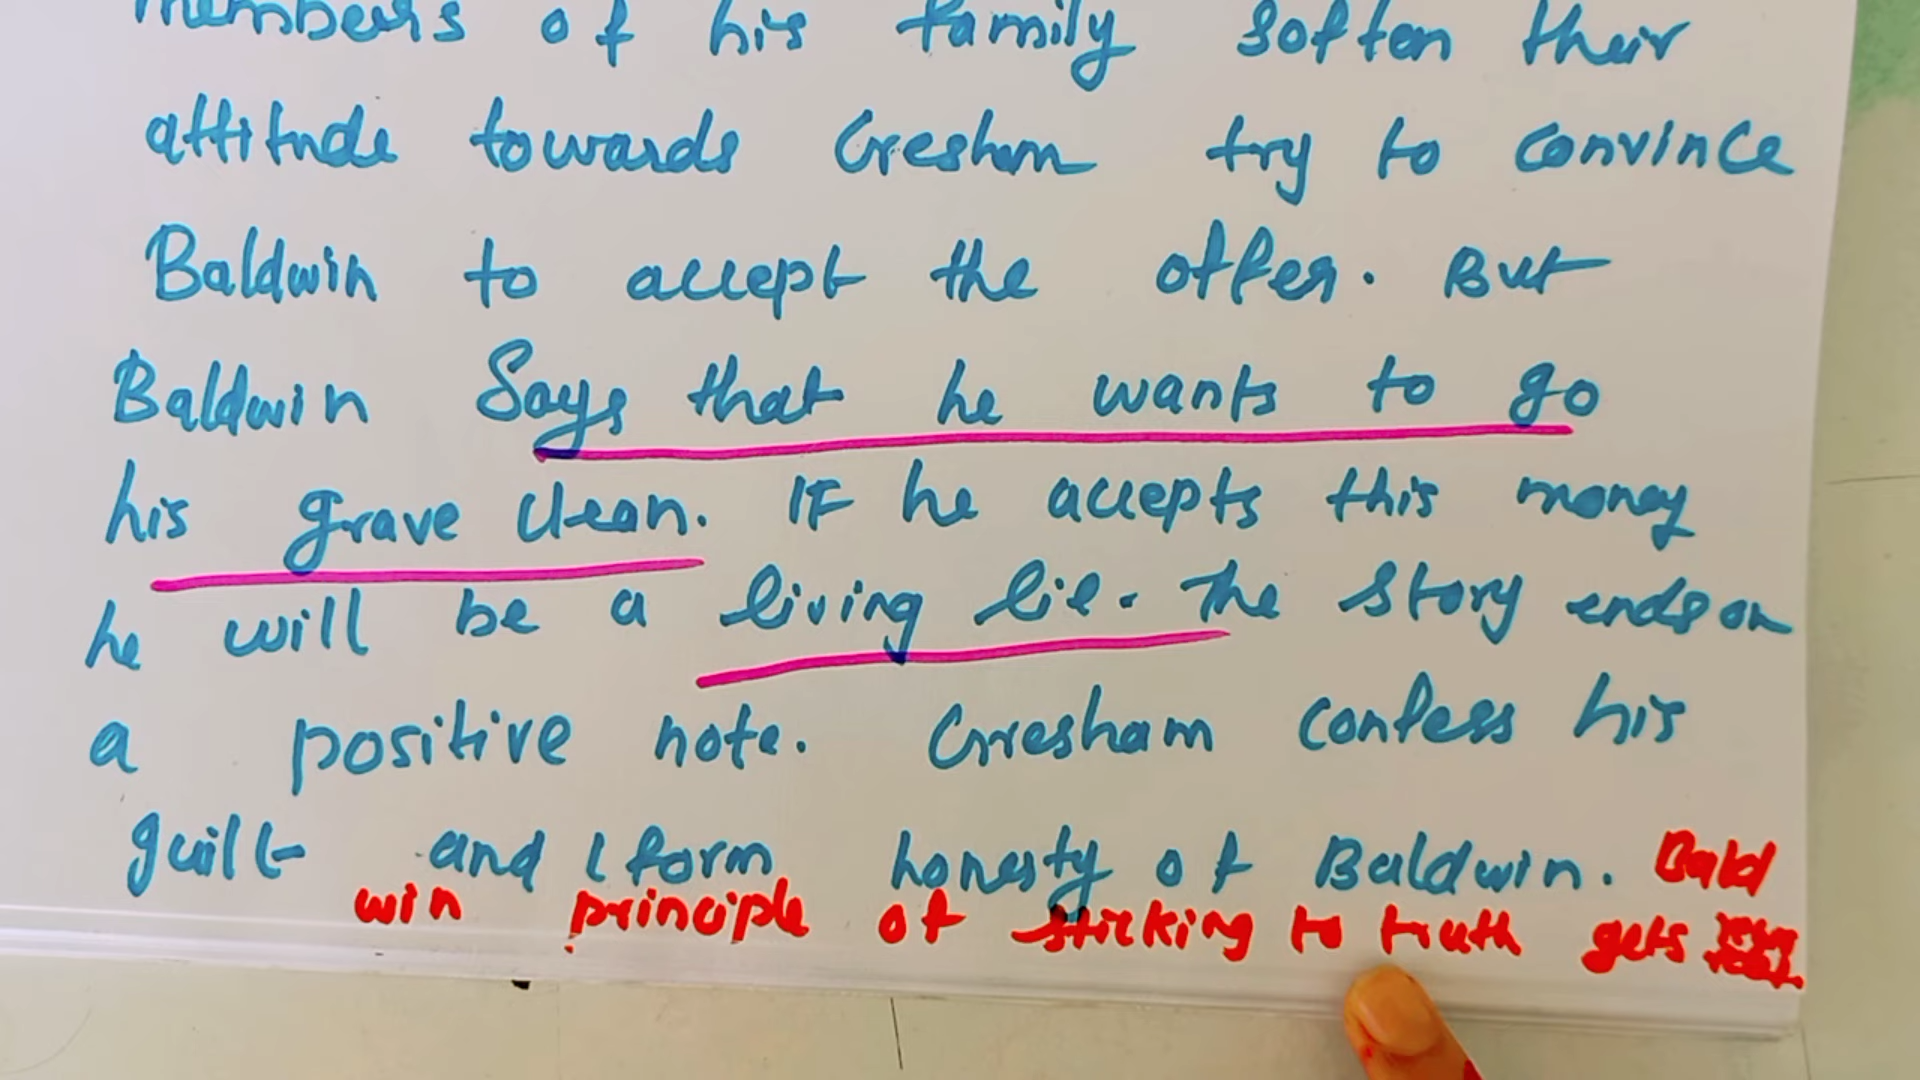 members of his family soften their
attitude towards Gresham try to convince
Baldwin to accept the offer. But
Baldwin Says that he wants to go
his grave clean. IF he accepts this money
he will be a living lie. The story ends on
a positive note. Gresham confess his
guilt and form honesty of Baldwin. Bald
win principle of sticking to truth gets